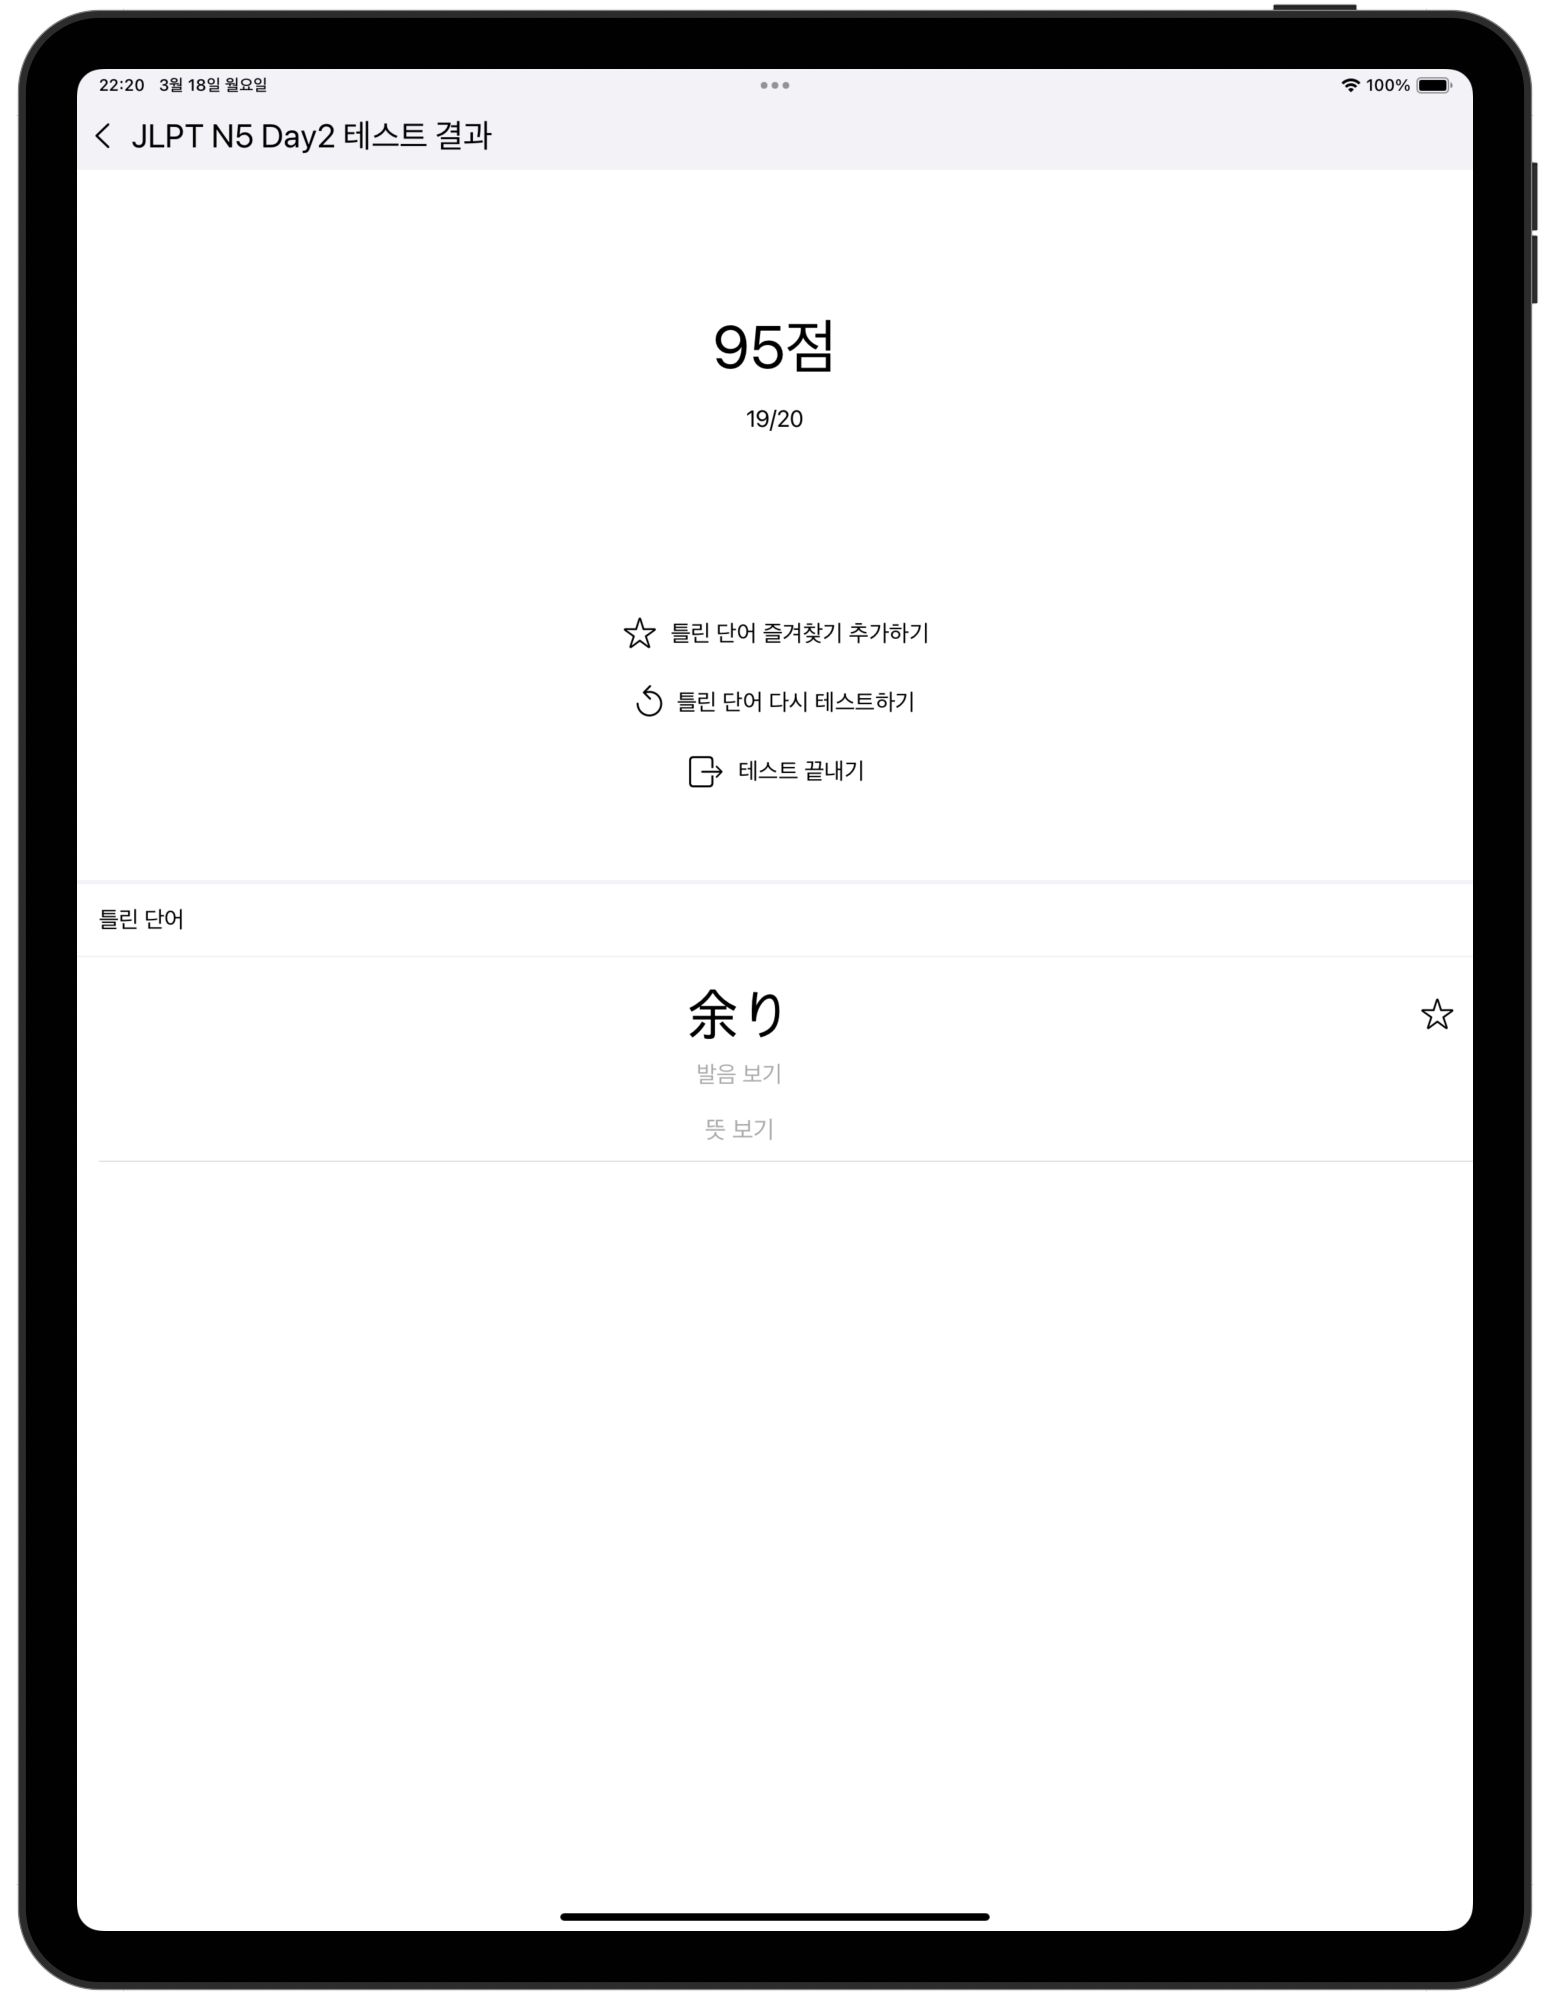 22:20 3월 18일 월요일
100%
JLPT N5 Day2 테스트 결과
95점
19/20
틀린 단어 즐겨찾기 추가하기
틀린 단어 다시 테스트하기
테스트 끝내기
틀린 단어
余り
발음 보기
뜻 보기